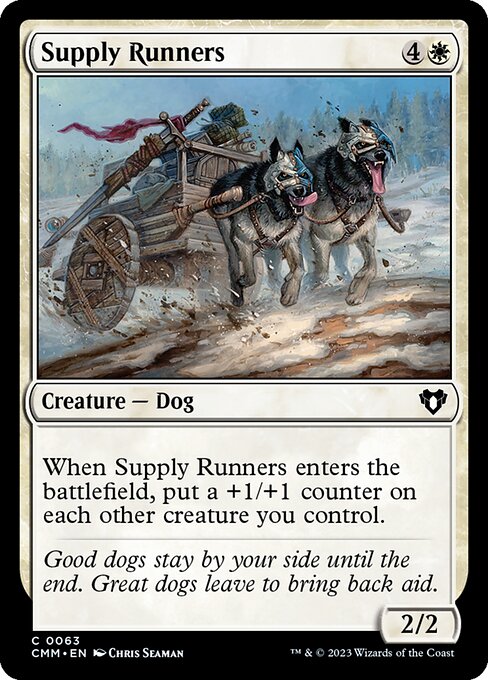 Supply Runners 4
Creature — Dog
When Supply Runners enters the
battlefield, put a +1/+1 counter on
each other creature you control.
Good dogs stay by your side until the
end. Great dogs leave to bring back aid.
2/2
C 0063
CMM • EN Chris Seaman
™ & © 2023 Wizards of the Coast